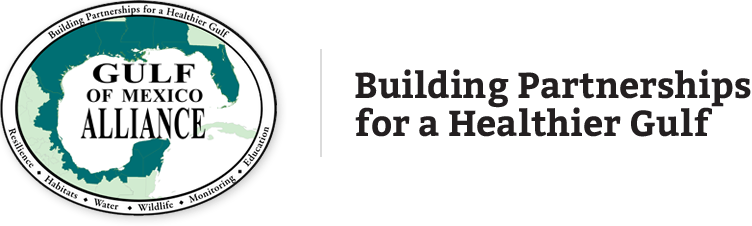 Building Partnerships for a Healthier Gulf
GULF
OF MEXICO
ALLIANCE
Resilience ◆ Habitats ◆ Water ◆ Wildlife ◆ Monitoring ◆ Education
Building Partnerships
for a Healthier Gulf